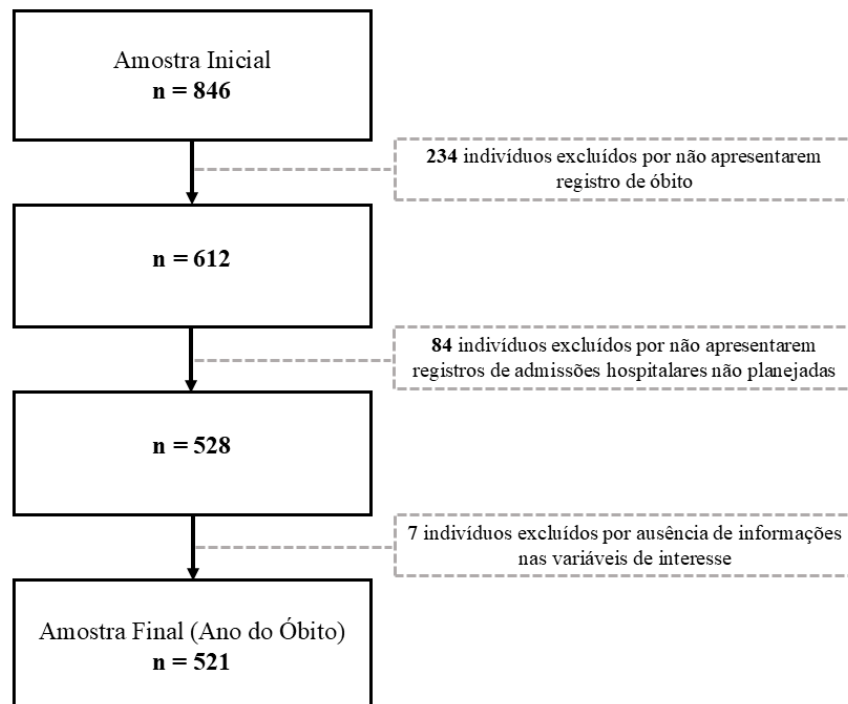 Amostra Inicial
n = 846
234 indivíduos excluídos por não apresentarem
registro de óbito
n = 612
84 indivíduos excluídos por não apresentarem
registros de admissões hospitalares não planejadas
n = 528
7 indivíduos excluídos por ausência de informações
nas variáveis de interesse
Amostra Final (Ano do Óbito)
n = 521